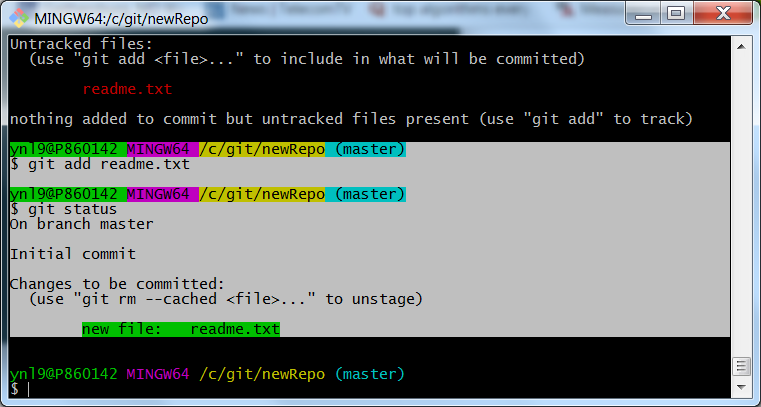 MINGW64:/c/git/newRepo
Untracked files:
  (use "git add <file>..." to include in what will be committed)
        readme.txt
nothing added to commit but untracked files present (use "git add" to track)
ynl9@P860142 MINGW64 /c/git/newRepo (master)
$ git add readme.txt
ynl9@P860142 MINGW64 /c/git/newRepo (master)
$ git status
On branch master
Initial commit
Changes to be committed:
  (use "git rm --cached <file>..." to unstage)
        new file:   readme.txt
ynl9@P860142 MINGW64 /c/git/newRepo (master)
$